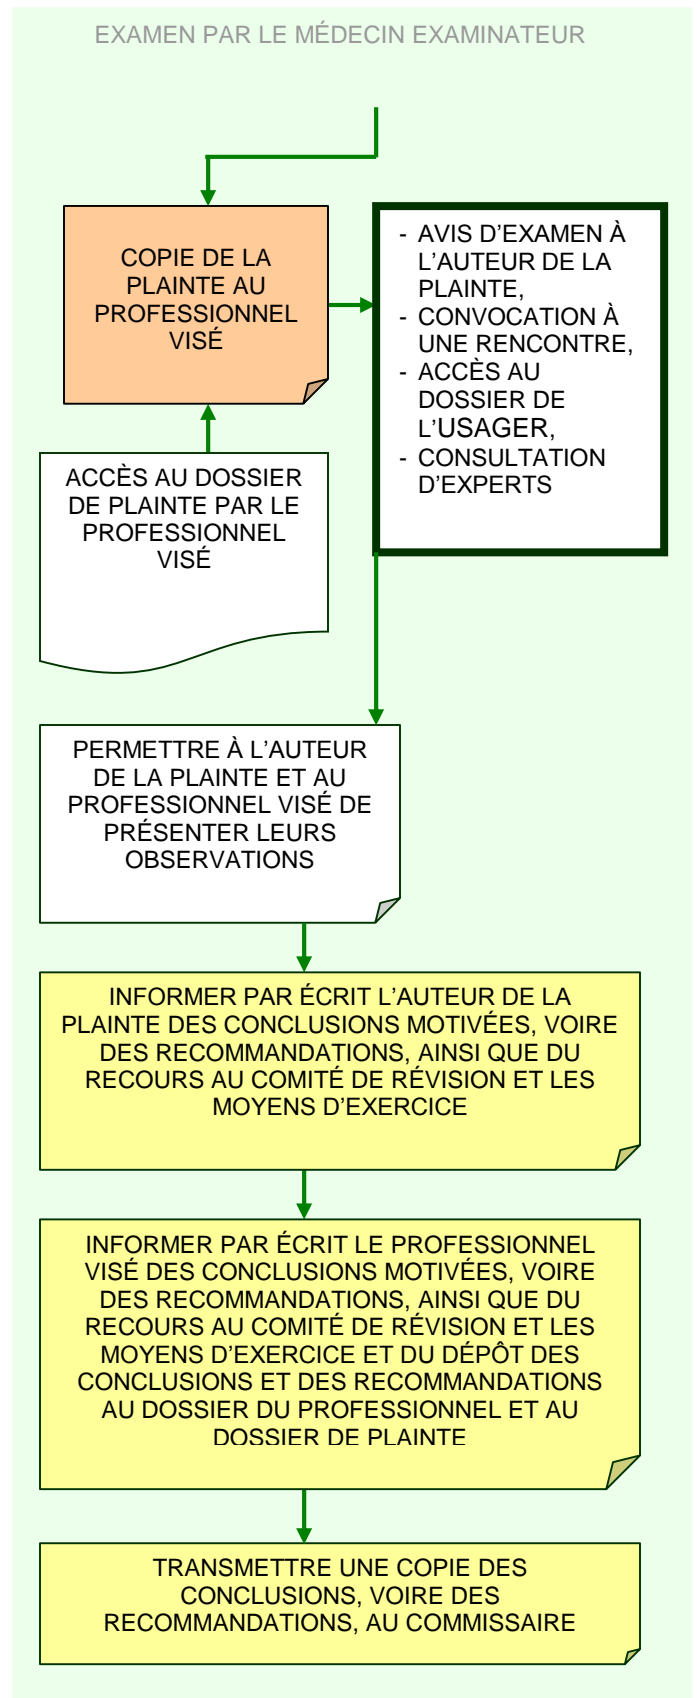 EXAMEN PAR LE MÉDECIN EXAMINATEUR
COPIE DE LA
PLAINTE AU
PROFESSIONNEL
VISÉ
- AVIS D'EXAMEN À
L'AUTEUR DE LA
PLAINTE,
- CONVOCATION À
UNE RENCONTRE,
- ACCÈS AU
DOSSIER DE
L'USAGER,
- CONSULTATION
D'EXPERTS
ACCÈS AU DOSSIER
DE PLAINTE PAR LE
PROFESSIONNEL
VISÉ
PERMETTRE À L'AUTEUR
DE LA PLAINTE ET AU
PROFESSIONNEL VISÉ DE
PRÉSENTER LEURS
OBSERVATIONS
INFORMER PAR ÉCRIT L'AUTEUR DE LA
PLAINTE DES CONCLUSIONS MOTIVÉES, VOIRE
DES RECOMMANDATIONS, AINSI QUE DU
RECOURS AU COMITÉ DE RÉVISION ET LES
MOYENS D'EXERCICE
INFORMER PAR ÉCRIT LE PROFESSIONNEL
VISÉ DES CONCLUSIONS MOTIVÉES, VOIRE
DES RECOMMANDATIONS, AINSI QUE DU
RECOURS AU COMITÉ DE RÉVISION ET LES
MOYENS D'EXERCICE ET DU DÉPÔT DES
CONCLUSIONS ET DES RECOMMANDATIONS
AU DOSSIER DU PROFESSIONNEL ET AU
DOSSIER DE PLAINTE
TRANSMETTRE UNE COPIE DES
CONCLUSIONS, VOIRE DES
RECOMMANDATIONS, AU COMMISSAIRE